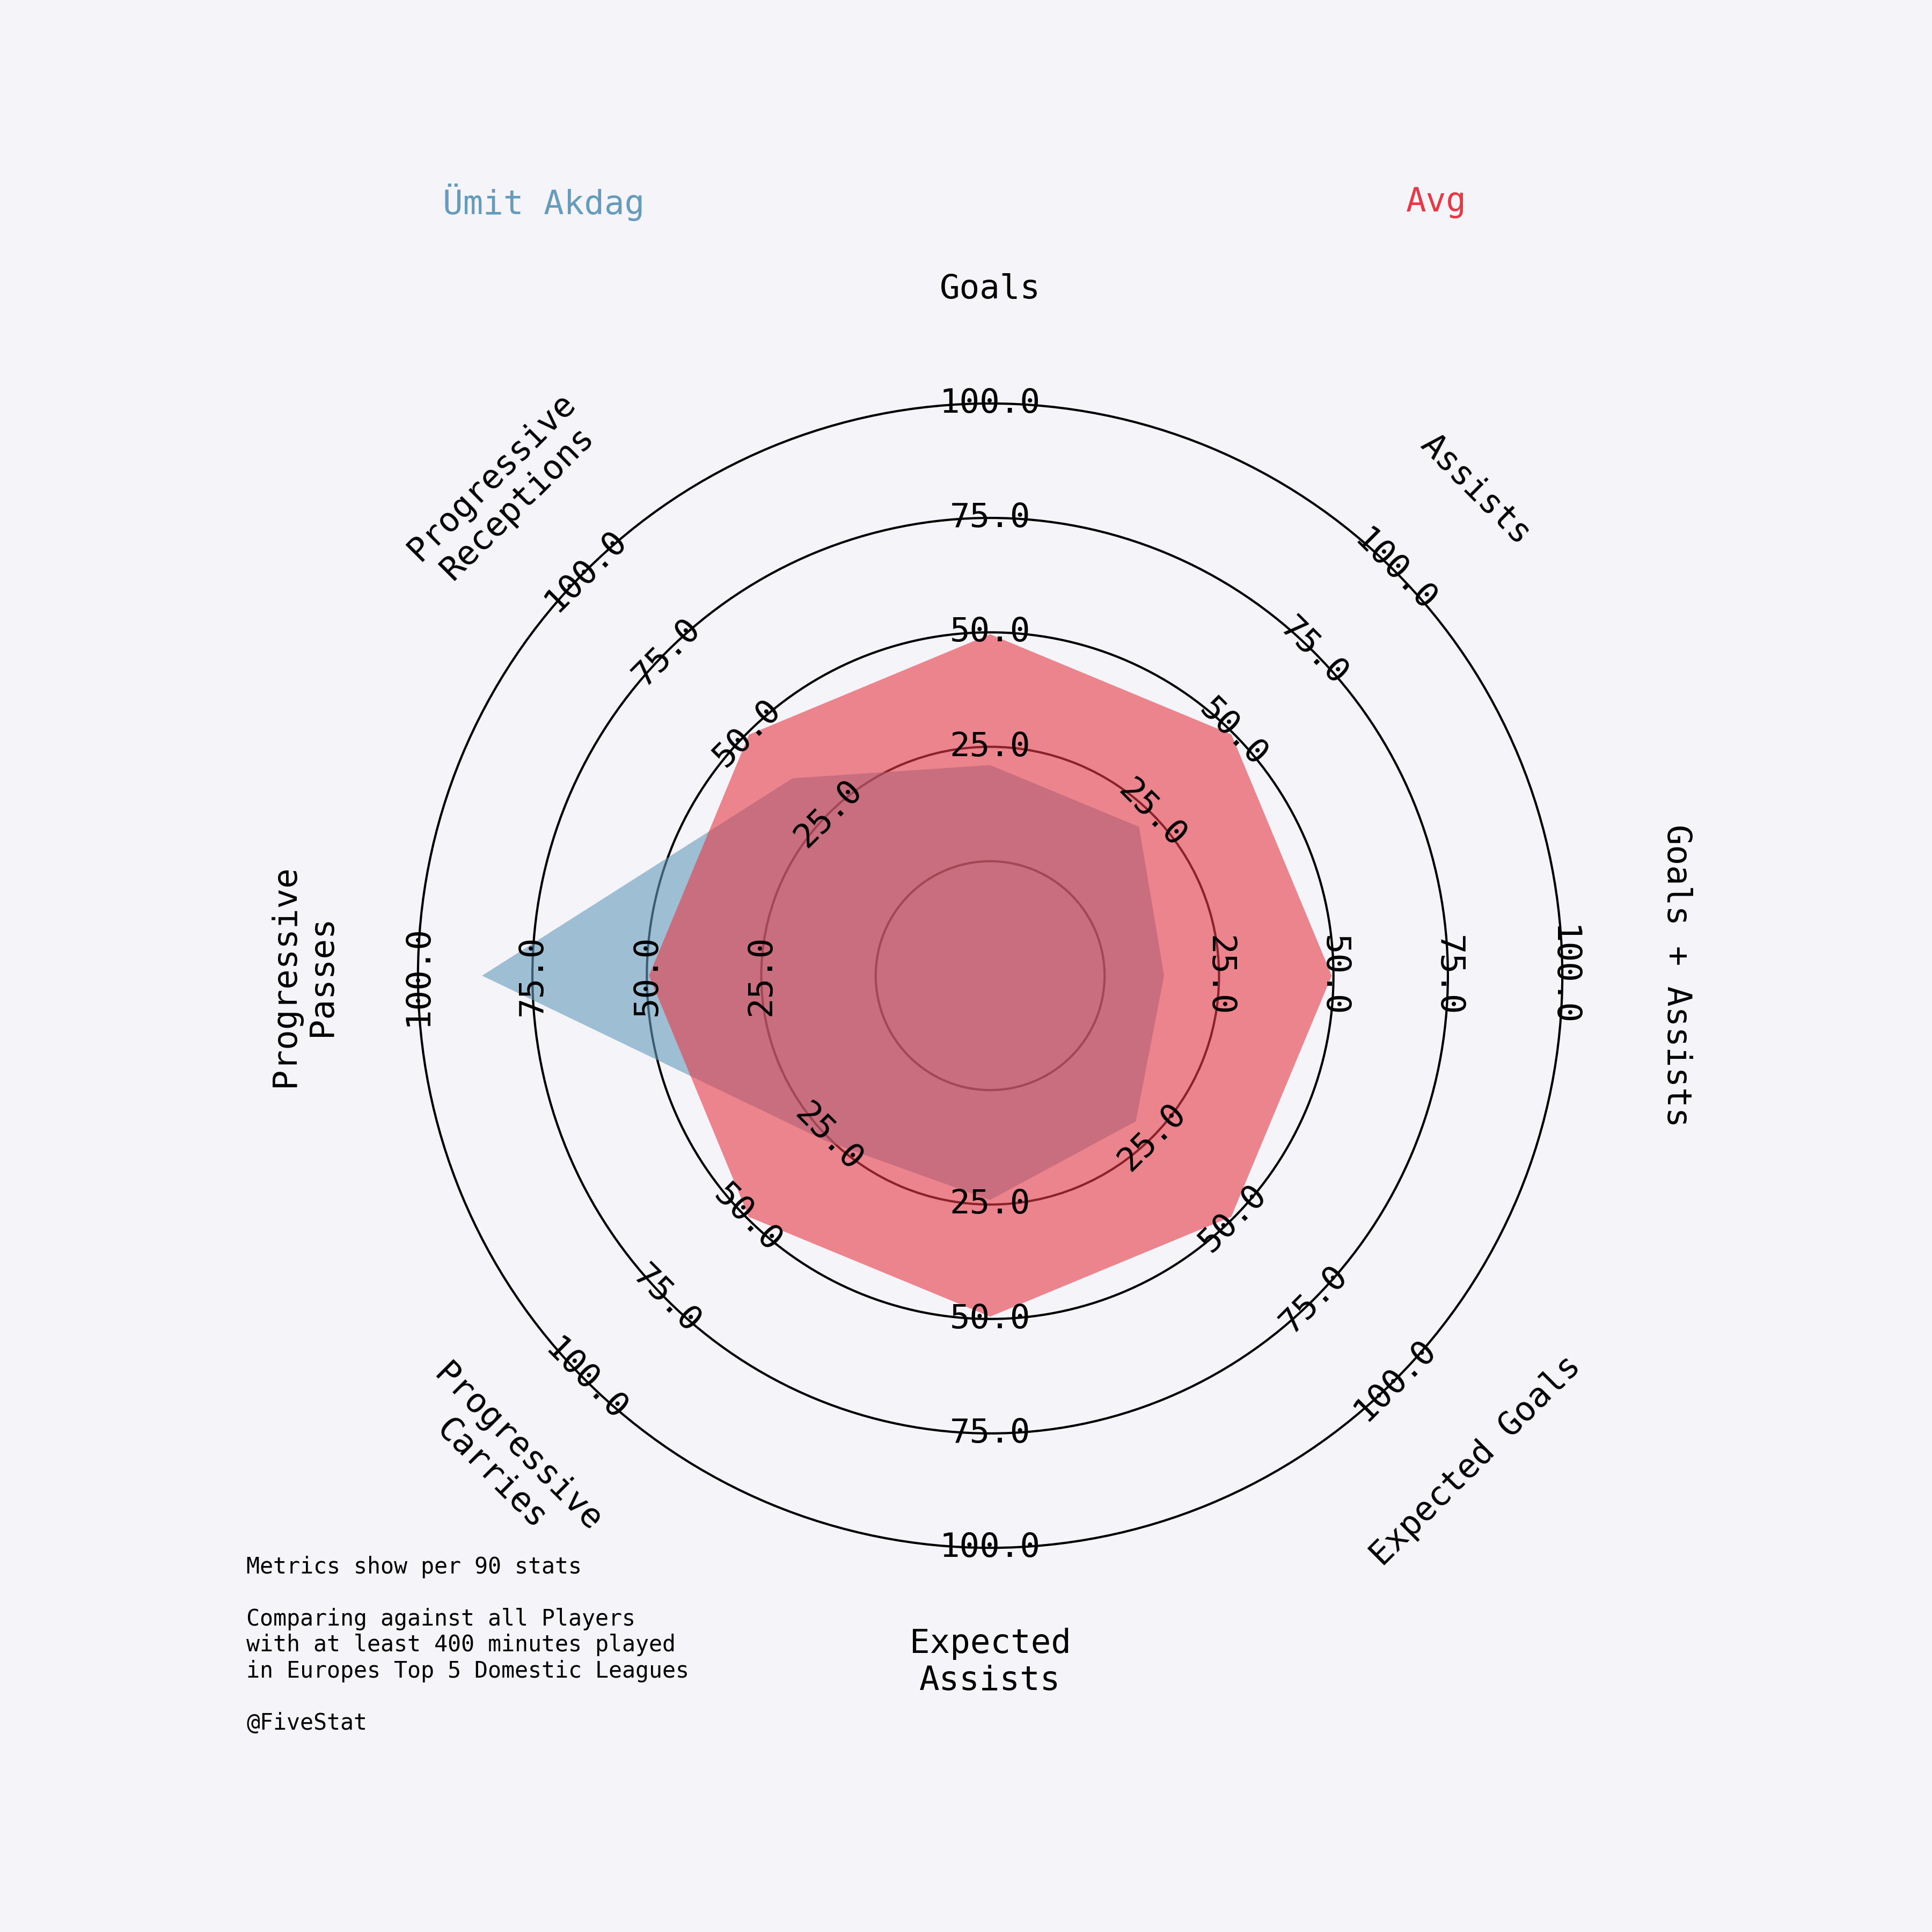 Ümit Akdag
Avg
Goals
Assists
Goals + Assists
Expected Goals
Expected
Assists
Progressive
Carries
Progressive
Passes
Progressive
Receptions
25.0
50.0
75.0
100.0
25.0
50.0
75.0
100.0
25.0
50.0
75.0
100.0
25.0
50.0
75.0
100.0
25.0
50.0
75.0
100.0
25.0
50.0
75.0
100.0
25.0
50.0
75.0
100.0
25.0
50.0
75.0
100.0
Metrics show per 90 stats
Comparing against all Players
with at least 400 minutes played
in Europes Top 5 Domestic Leagues
@FiveStat